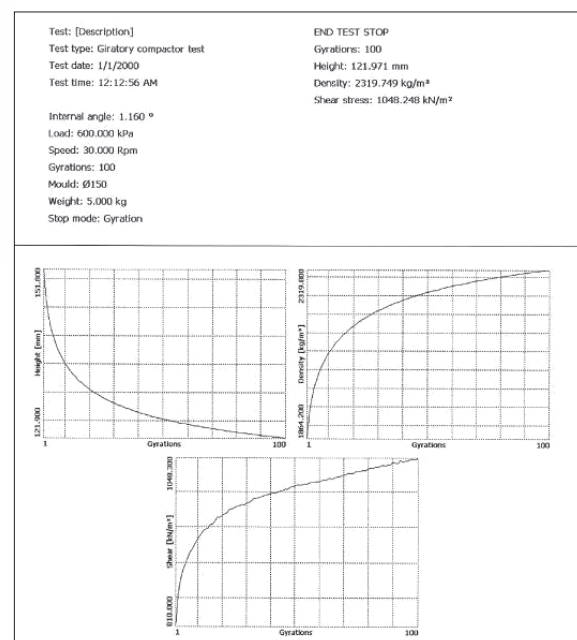 Test: [Description]
Test type: Giratory compactor test
Test date: 1/1/2000
Test time: 12:12:56 AM
Internal angle: 1.160 º
Load: 600.000 kPa
Speed: 30.000 Rpm
Gyrations: 100
Mould: Ø150
Weight: 5.000 kg
Stop mode: Gyration
END TEST STOP
Gyrations: 100
Height: 121.971 mm
Density: 2319.749 kg/m³
Shear stress: 1048.248 kN/m²
151.800
Height [mm]
121.900
1
Gyrations
100
2319.800
Density [kg/m³]
1864.200
1
Gyrations
100
1048.300
Shear [kN/m²]
810.000
1
Gyrations
100